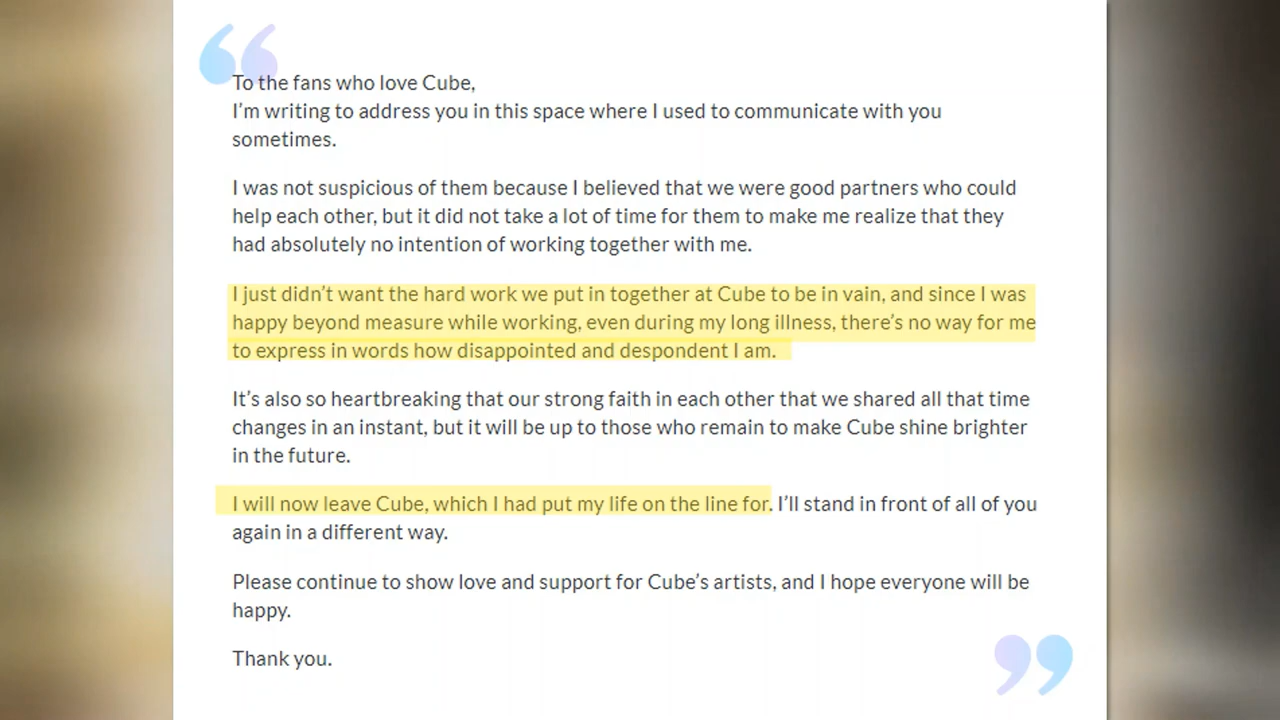 To the fans who love Cube,
I’m writing to address you in this space where I used to communicate with you
sometimes.
I was not suspicious of them because I believed that we were good partners who could
help each other, but it did not take a lot of time for them to make me realize that they
had absolutely no intention of working together with me.
I just didn’t want the hard work we put in together at Cube to be in vain, and since I was
happy beyond measure while working, even during my long illness, there’s no way for me
to express in words how disappointed and despondent I am.
It’s also so heartbreaking that our strong faith in each other that we shared all that time
changes in an instant, but it will be up to those who remain to make Cube shine brighter
in the future.
I will now leave Cube, which I had put my life on the line for. I’ll stand in front of all of you
again in a different way.
Please continue to show love and support for Cube’s artists, and I hope everyone will be
happy.
Thank you.